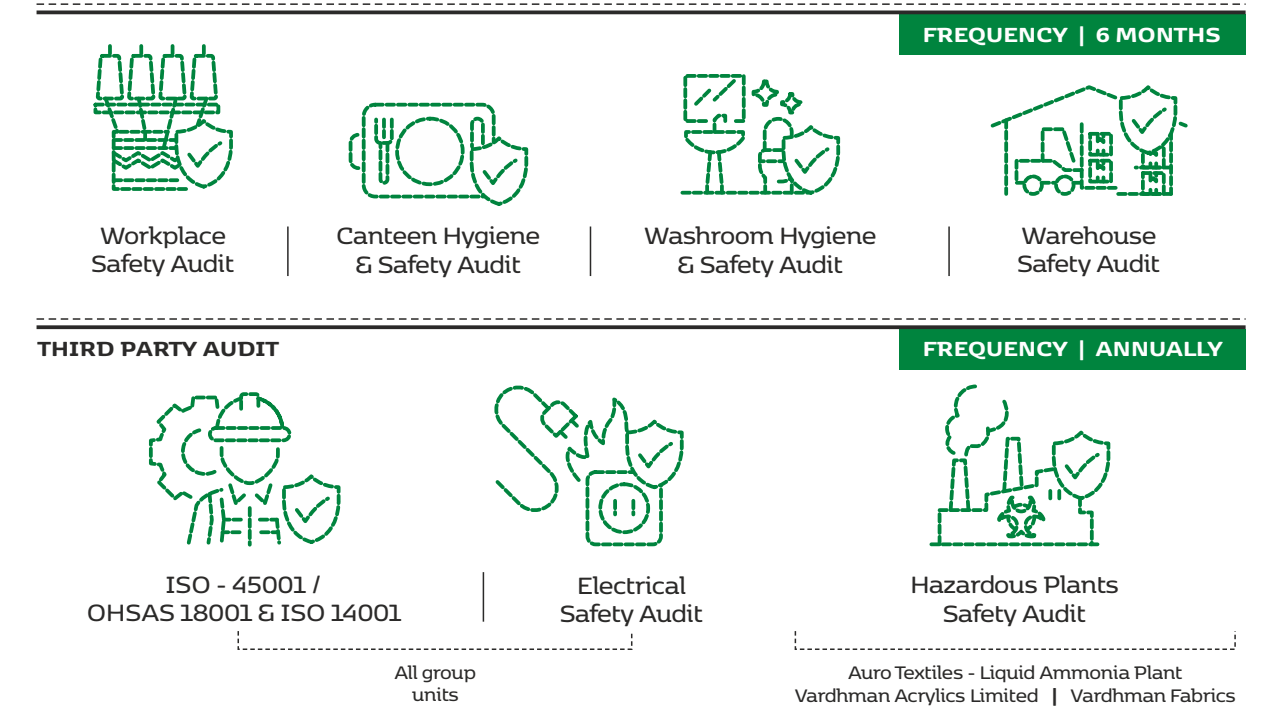 FREQUENCY | 6 MONTHS
Workplace
Safety Audit
Canteen Hygiene
& Safety Audit
Washroom Hygiene
& Safety Audit
Warehouse
Safety Audit
THIRD PARTY AUDIT
FREQUENCY | ANNUALLY
ISO - 45001 /
OHSAS 18001 & ISO 14001
Electrical
Safety Audit
Hazardous Plants
Safety Audit
All group
units
Auro Textiles - Liquid Ammonia Plant
Vardhman Acrylics Limited | Vardhman Fabrics